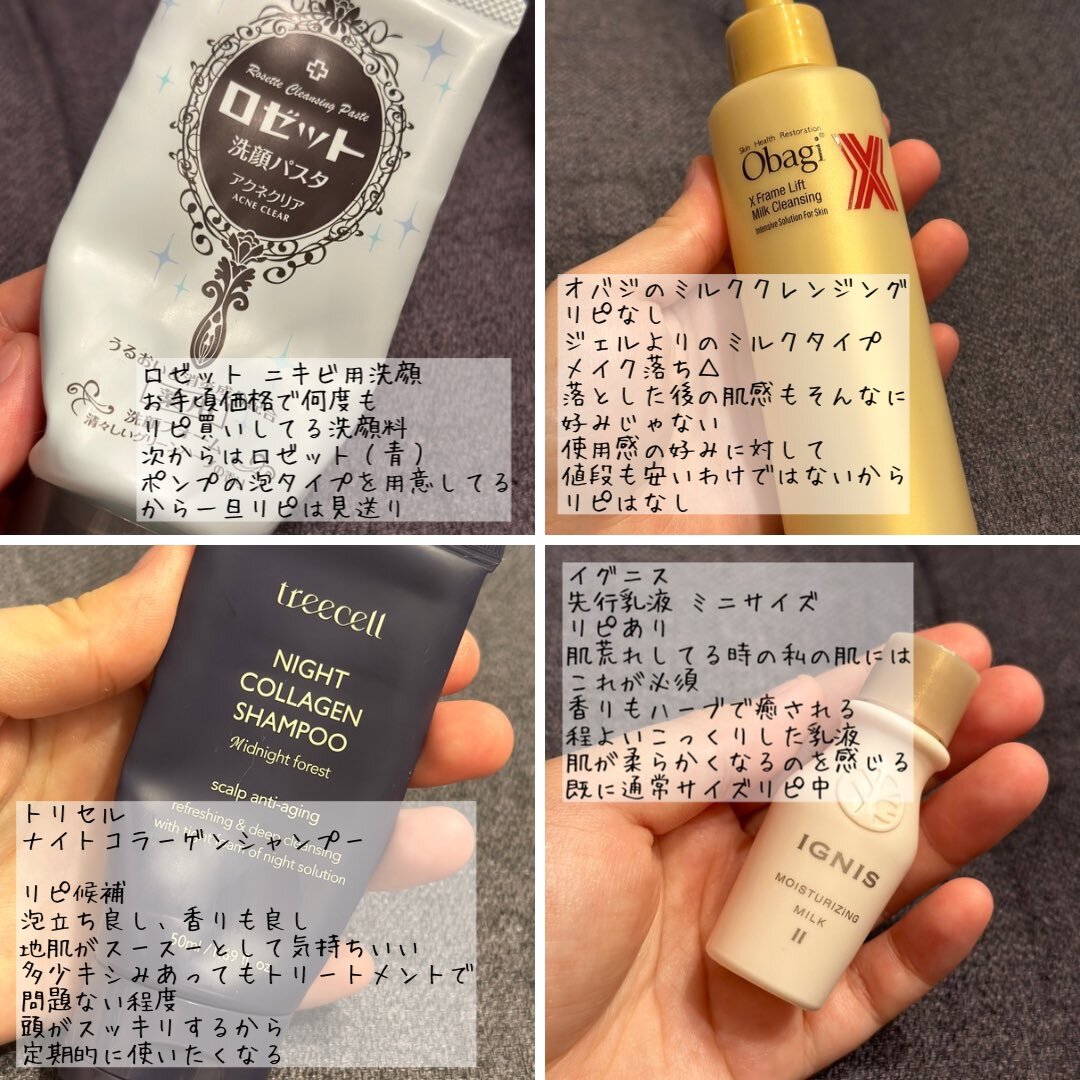 Rosette Cleansing Paste
ロゼット
洗顔パスタ
アクネクリア
ACNE CLEAR
ロゼット ニキビ用洗顔
お手頃価格で何度も
リピ買いしてる洗顔料
次からはロゼット(青)
ポンプの泡タイプを用意してる
から一旦リピは見送り
Skin Health Restoration
Obagi
X
X Frame Lift
Milk Cleansing
Intensive Solution For Skin
オバジのミルククレンジング
リピなし
ジェルよりのミルクタイプ
メイク落ち△
落とした後の肌感もそんなに
好みじゃない
使用感の好みに対して
値段も安いわけではないから
リピはなし
treecell
NIGHT
COLLAGEN
SHAMPOO
Midnight forest
scalp anti-aging
refreshing & deep cleansing
of night solution
トリセル
ナイトコラーゲンシャンプー
リピ候補
泡立ち良し、香りも良し
地肌がスースーとして気持ちいい
多少キシみあってもトリートメントで
問題ない程度
頭がスッキリするから
定期的に使いたくなる
イグニス
先行乳液 ミニサイズ
リピあり
肌荒れしてる時の私の肌には
これが必須
香りもハーブで癒される
程よいこっくりした乳液
肌が柔らかくなるのを感じる
既に通常サイズリピ中
IGNIS
MOISTURIZING
MILK
II